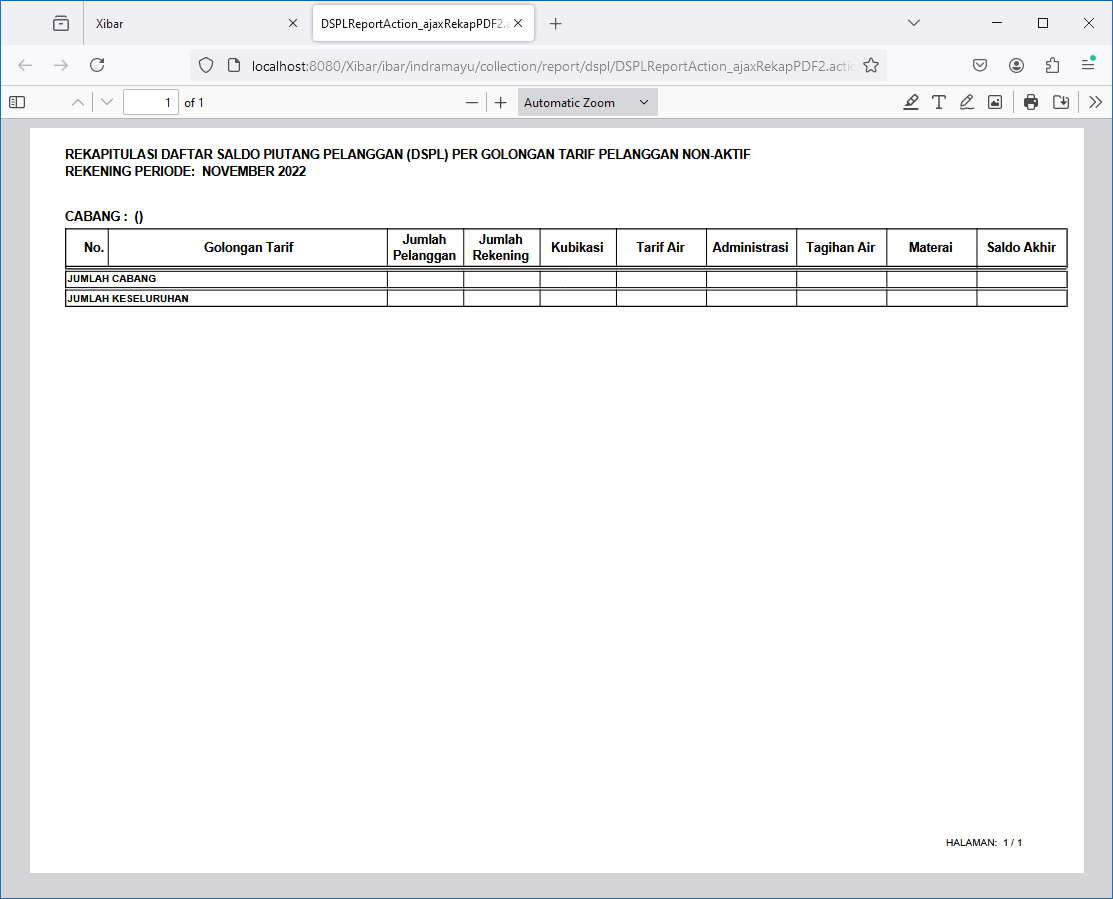 Xibar
DSPLReportAction_ajaxRekapPDF2.a
localhost:8080/Xibar/ibar/indramayu/collection/report/dspl/DSPLReportAction_ajaxRekapPDF2.actic
1 of 1
Automatic Zoom
REKAPITULASI DAFTAR SALDO PIUTANG PELANGGAN (DSPL) PER GOLONGAN TARIF PELANGGAN NON-AKTIF
REKENING PERIODE: NOVEMBER 2022
CABANG : ()
No. Golongan Tarif Jumlah Pelanggan Jumlah Rekening Kubikasi Tarif Air Administrasi Tagihan Air Materai Saldo Akhir
JUMLAH CABANG
JUMLAH KESELURUHAN
HALAMAN: 1 / 1